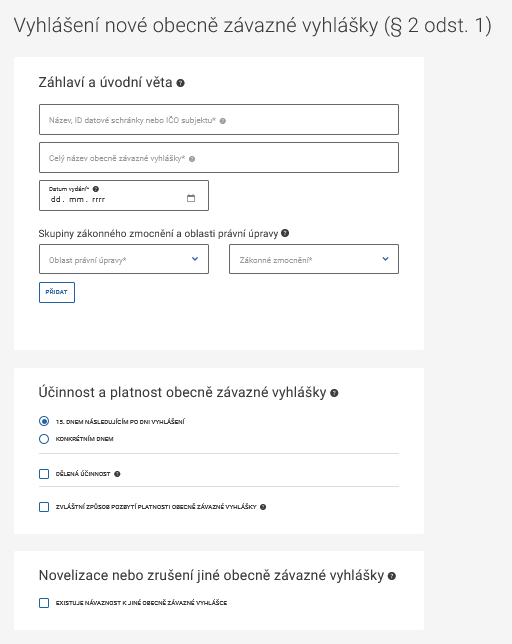 Vyhlášení nové obecně závazné vyhlášky (§ 2 odst. 1)
Záhlaví a úvodní věta ?
Název, ID datové schránky nebo IČO subjektu* ?
Celý název obecně závazné vyhlášky* ?
Datum vydání* ?
dd. mm. rrrr
Skupiny zákonného zmocnění a oblasti právní úpravy ?
Oblast právní úpravy*
Zákonné zmocnění*
PŘIDAT
Účinnost a platnost obecně závazné vyhlášky ?
15. DNEM NÁSLEDUJÍCÍM PO DNI VYHLÁŠENÍ
KONKRÉTNÍM DNEM
DĚLENÁ ÚČINNOST ?
ZVLÁŠTNÍ ZPŮSOB POZBYTÍ PLATNOSTI OBECNĚ ZÁVAZNÉ VYHLÁŠKY ?
Novelizace nebo zrušení jiné obecně závazné vyhlášky ?
EXISTUJE NÁVAZNOST K JINÉ OBECNĚ ZÁVAZNÉ VYHLÁŠCE